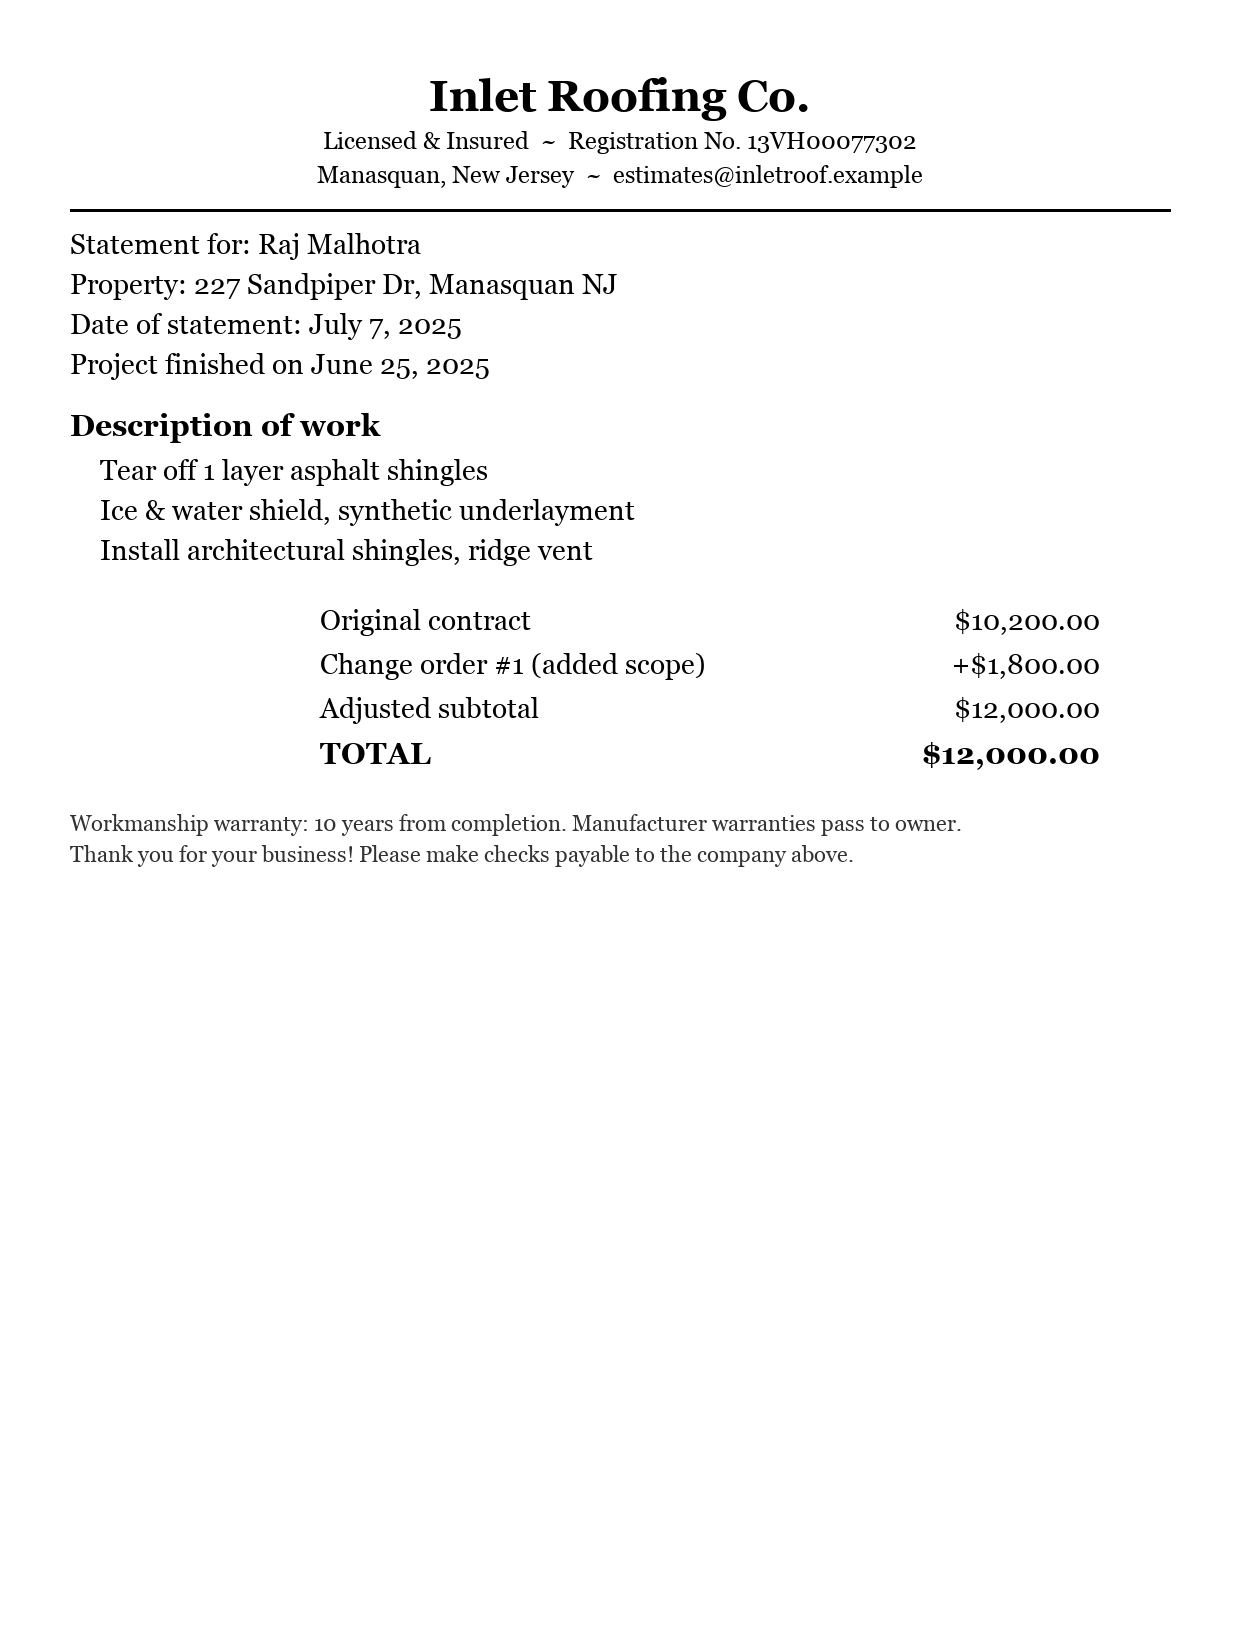 Inlet Roofing Co.
Licensed & Insured ~ Registration No. 13VH00077302
Manasquan, New Jersey ~ estimates@inletroof.example
Statement for: Raj Malhotra
Property: 227 Sandpiper Dr, Manasquan NJ
Date of statement: July 7, 2025
Project finished on June 25, 2025
Description of work
Tear off 1 layer asphalt shingles
Ice & water shield, synthetic underlayment
Install architectural shingles, ridge vent
Original contract $10,200.00
Change order #1 (added scope) +$1,800.00
Adjusted subtotal $12,000.00
TOTAL $12,000.00
Workmanship warranty: 10 years from completion. Manufacturer warranties pass to owner.
Thank you for your business! Please make checks payable to the company above.